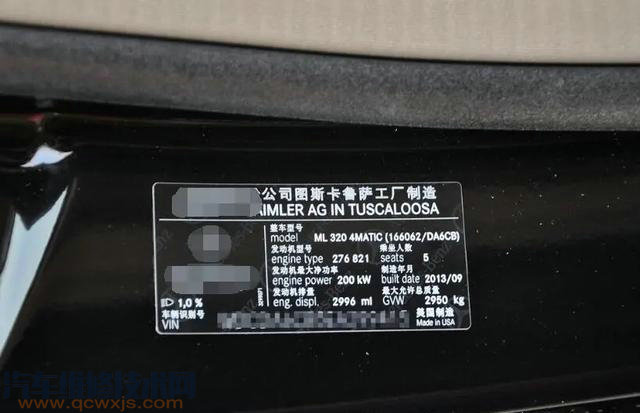 公司图斯卡鲁萨工厂制造
AIMLER AG IN TUSCALOOSA
整车型号
model ML 320 4MATIC (166062/DA6CB)
发动机型号 乘坐人数
engine type 276 821 seats 5
发动机最大净功率 制造年月
engine power 200 kW built date 2013/09
发动机排量 最大允许总质量
1,0 % eng. displ. 2996 ml GVW 2950 kg
车辆识别号 美国制造
VIN Made in USA
汽车维修技术网
www.qcwxjs.com